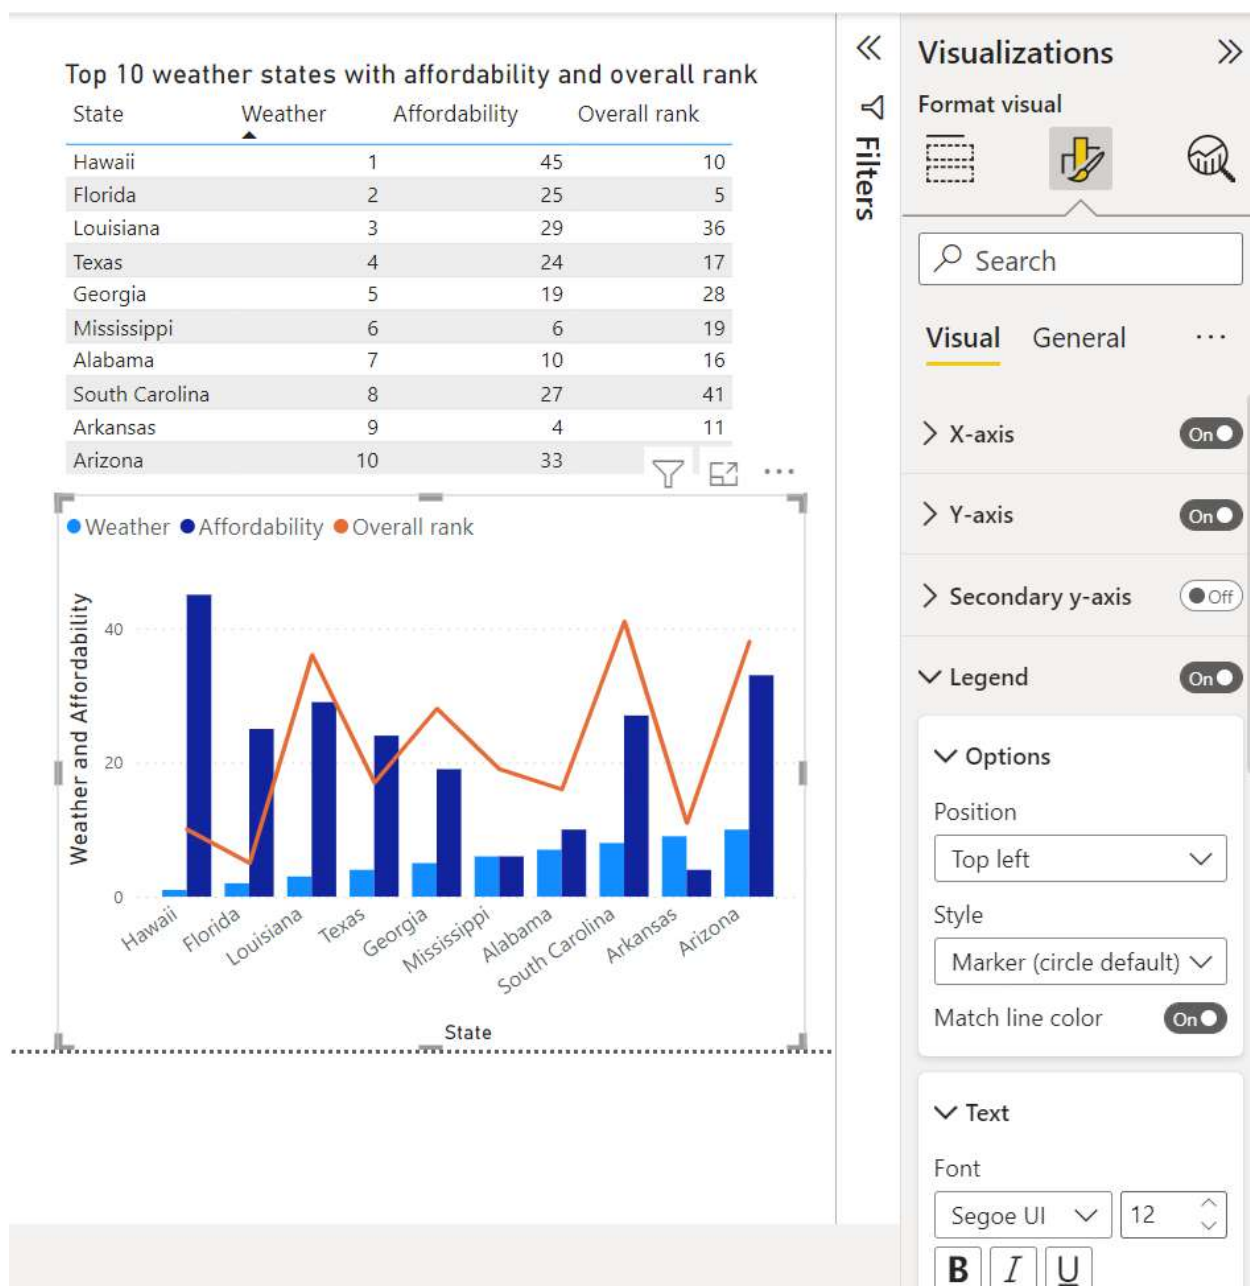 Top 10 weather states with affordability and overall rank
State Weather Affordability Overall rank
Hawaii 1 45 10
Florida 2 25 5
Louisiana 3 29 36
Texas 4 24 17
Georgia 5 19 28
Mississippi 6 6 19
Alabama 7 10 16
South Carolina 8 27 41
Arkansas 9 4 11
Arizona 10 33
Weather Affordability Overall rank
Weather and Affordability
40
20
0
Hawaii Florida Louisiana Texas Georgia Mississippi Alabama South Carolina Arkansas Arizona
State
Filters
Visualizations
Format visual
Search
Visual General
X-axis On
Y-axis On
Secondary y-axis Off
Legend On
Options
Position
Top left
Style
Marker (circle default)
Match line color On
Text
Font
Segoe UI 12
B I U